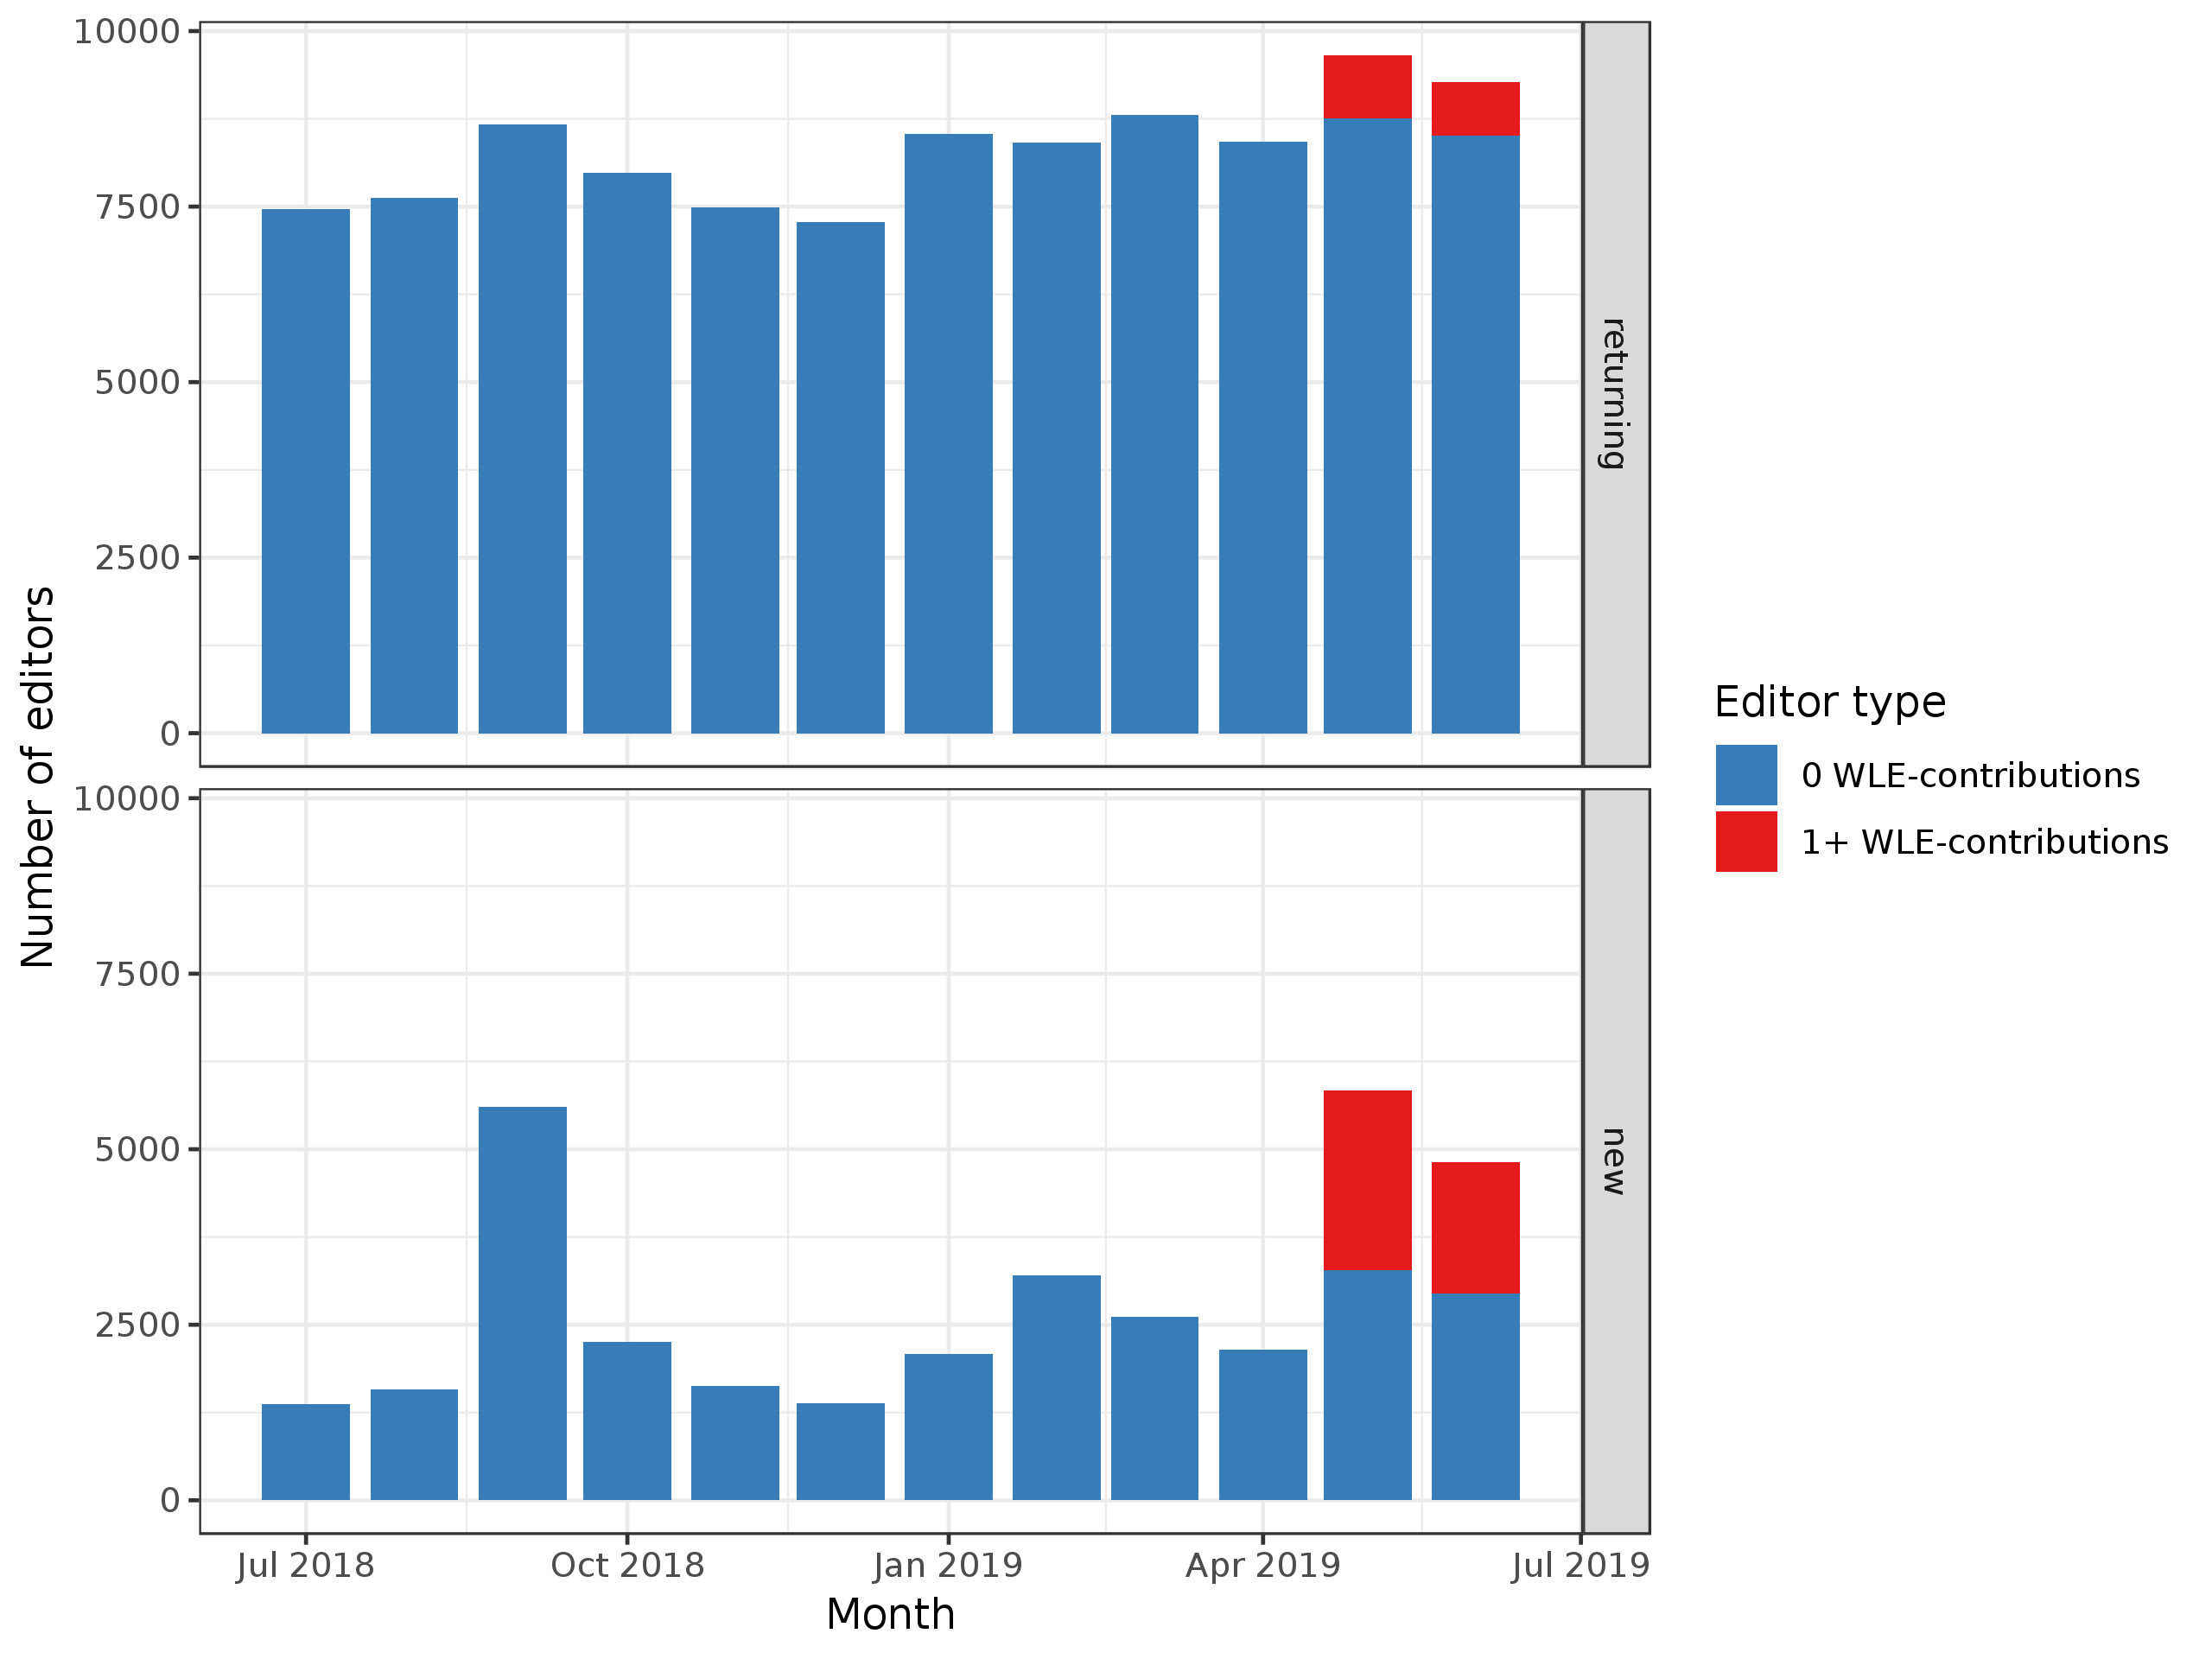 10000
7500
5000
2500
0
returning
10000
7500
5000
2500
0
new
Number of editors
Jul 2018
Oct 2018
Jan 2019
Apr 2019
Jul 2019
Month
Editor type
0 WLE-contributions
1+ WLE-contributions